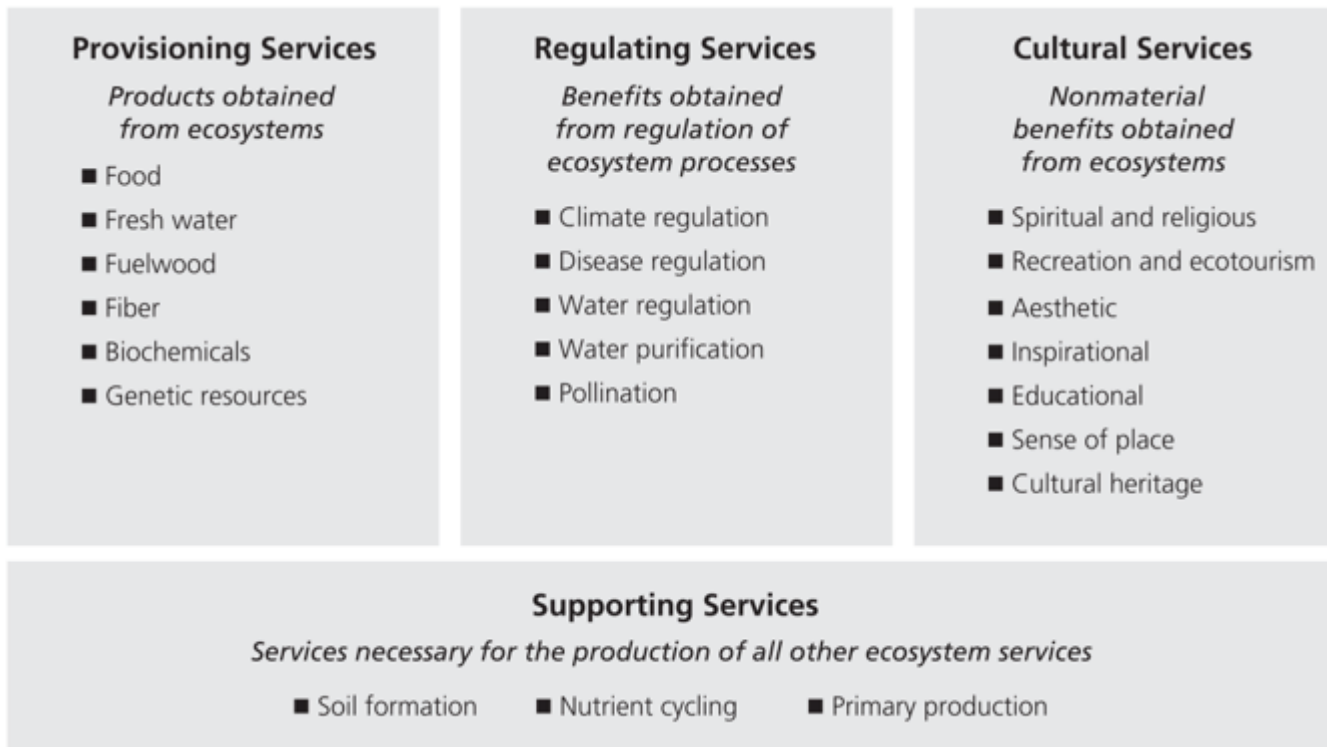 Provisioning Services
Products obtained
from ecosystems
■ Food
■ Fresh water
■ Fuelwood
■ Fiber
■ Biochemicals
■ Genetic resources
Regulating Services
Benefits obtained
from regulation of
ecosystem processes
■ Climate regulation
■ Disease regulation
■ Water regulation
■ Water purification
■ Pollination
Cultural Services
Nonmaterial
benefits obtained
from ecosystems
■ Spiritual and religious
■ Recreation and ecotourism
■ Aesthetic
■ Inspirational
■ Educational
■ Sense of place
■ Cultural heritage
Supporting Services
Services necessary for the production of all other ecosystem services
■ Soil formation ■ Nutrient cycling ■ Primary production